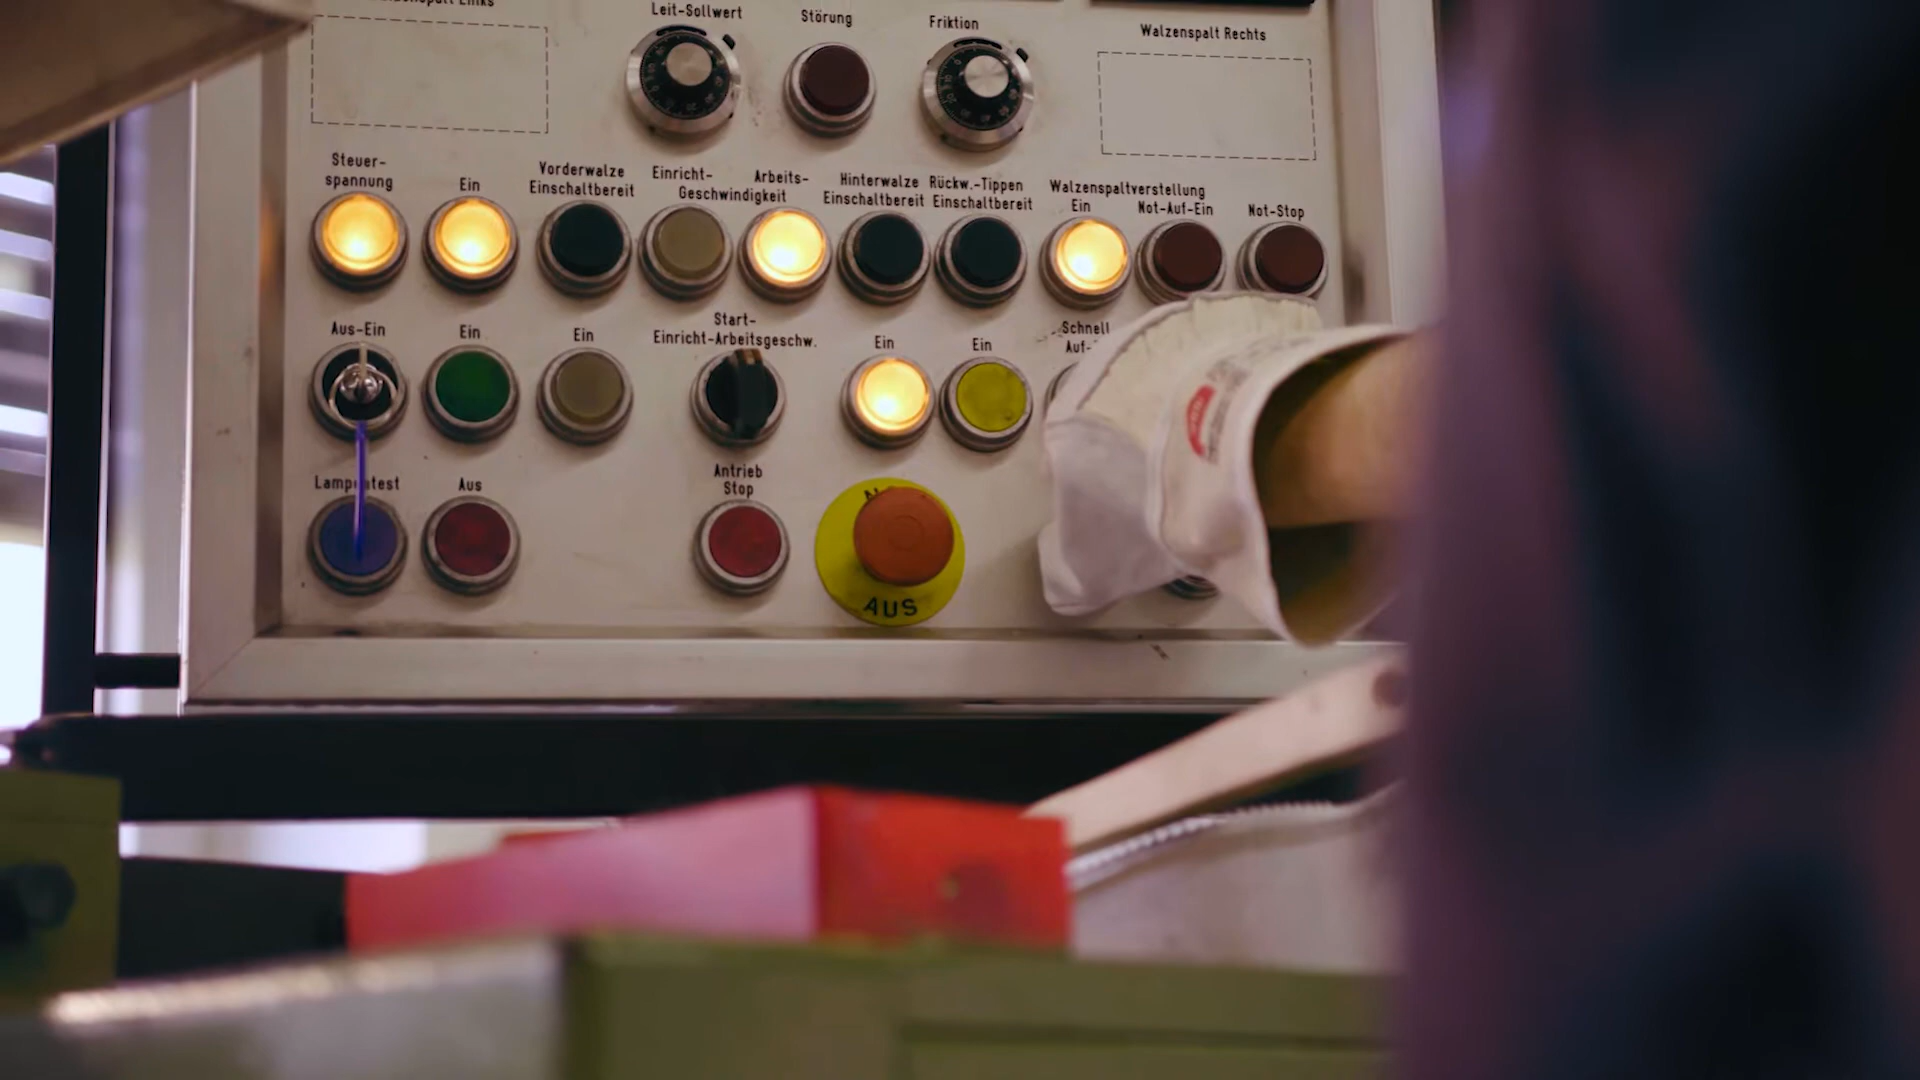 Leit-Sollwert
Störung
Friktion
Walzenspalt Rechts
Steuer-
spannung
Ein
Vorderwalze
Einschaltbereit
Einricht- Arbeits-
Geschwindigkeit
Hinterwalze
Einschaltbereit
Rückw.-Tippen
Einschaltbereit
Walzenspaltverstellung
Ein
Not-Auf-Ein
Not-Stop
Aus-Ein
Ein
Ein
Start-
Einricht-Arbeitsgeschw.
Ein
Ein
Schnell
Auf-
Lampentest
Aus
Antrieb
Stop
AUS